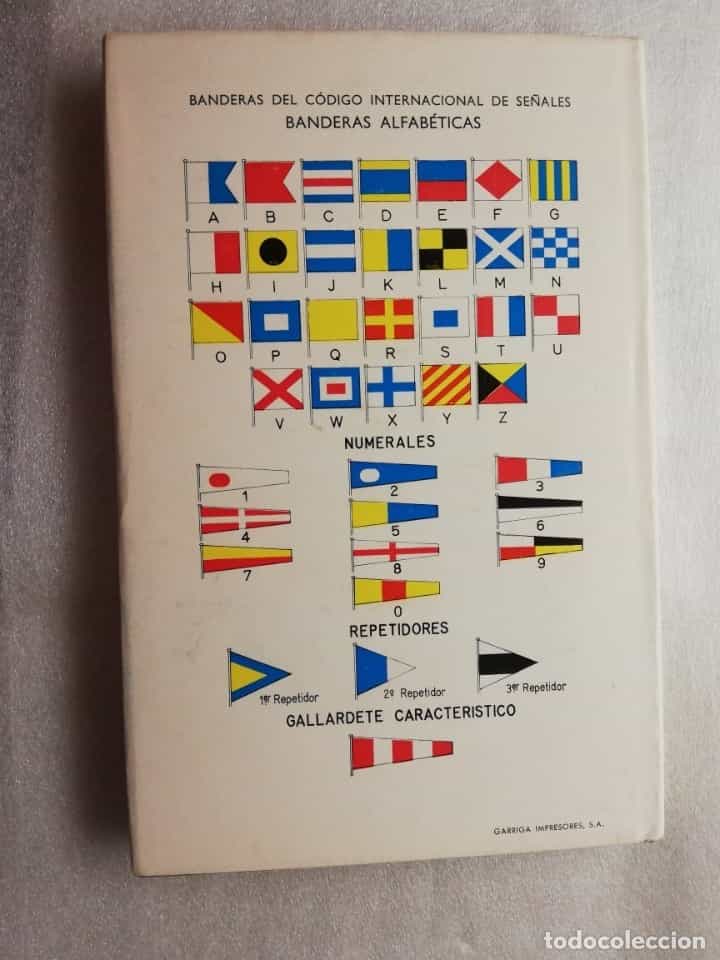 BANDERAS DEL CÓDIGO INTERNACIONAL DE SEÑALES
BANDERAS ALFABÉTICAS
A B C D E F G
H I J K L M N
O P Q R S T U
V W X Y Z
NUMERALES
1 2 3
4 5 6
7 8 9
0
REPETIDORES
1er Repetidor 2º Repetidor 3er Repetidor
GALLARDETE CARACTERISTICO
GARRIGA IMPRESORES, S.A.
todocoleccion